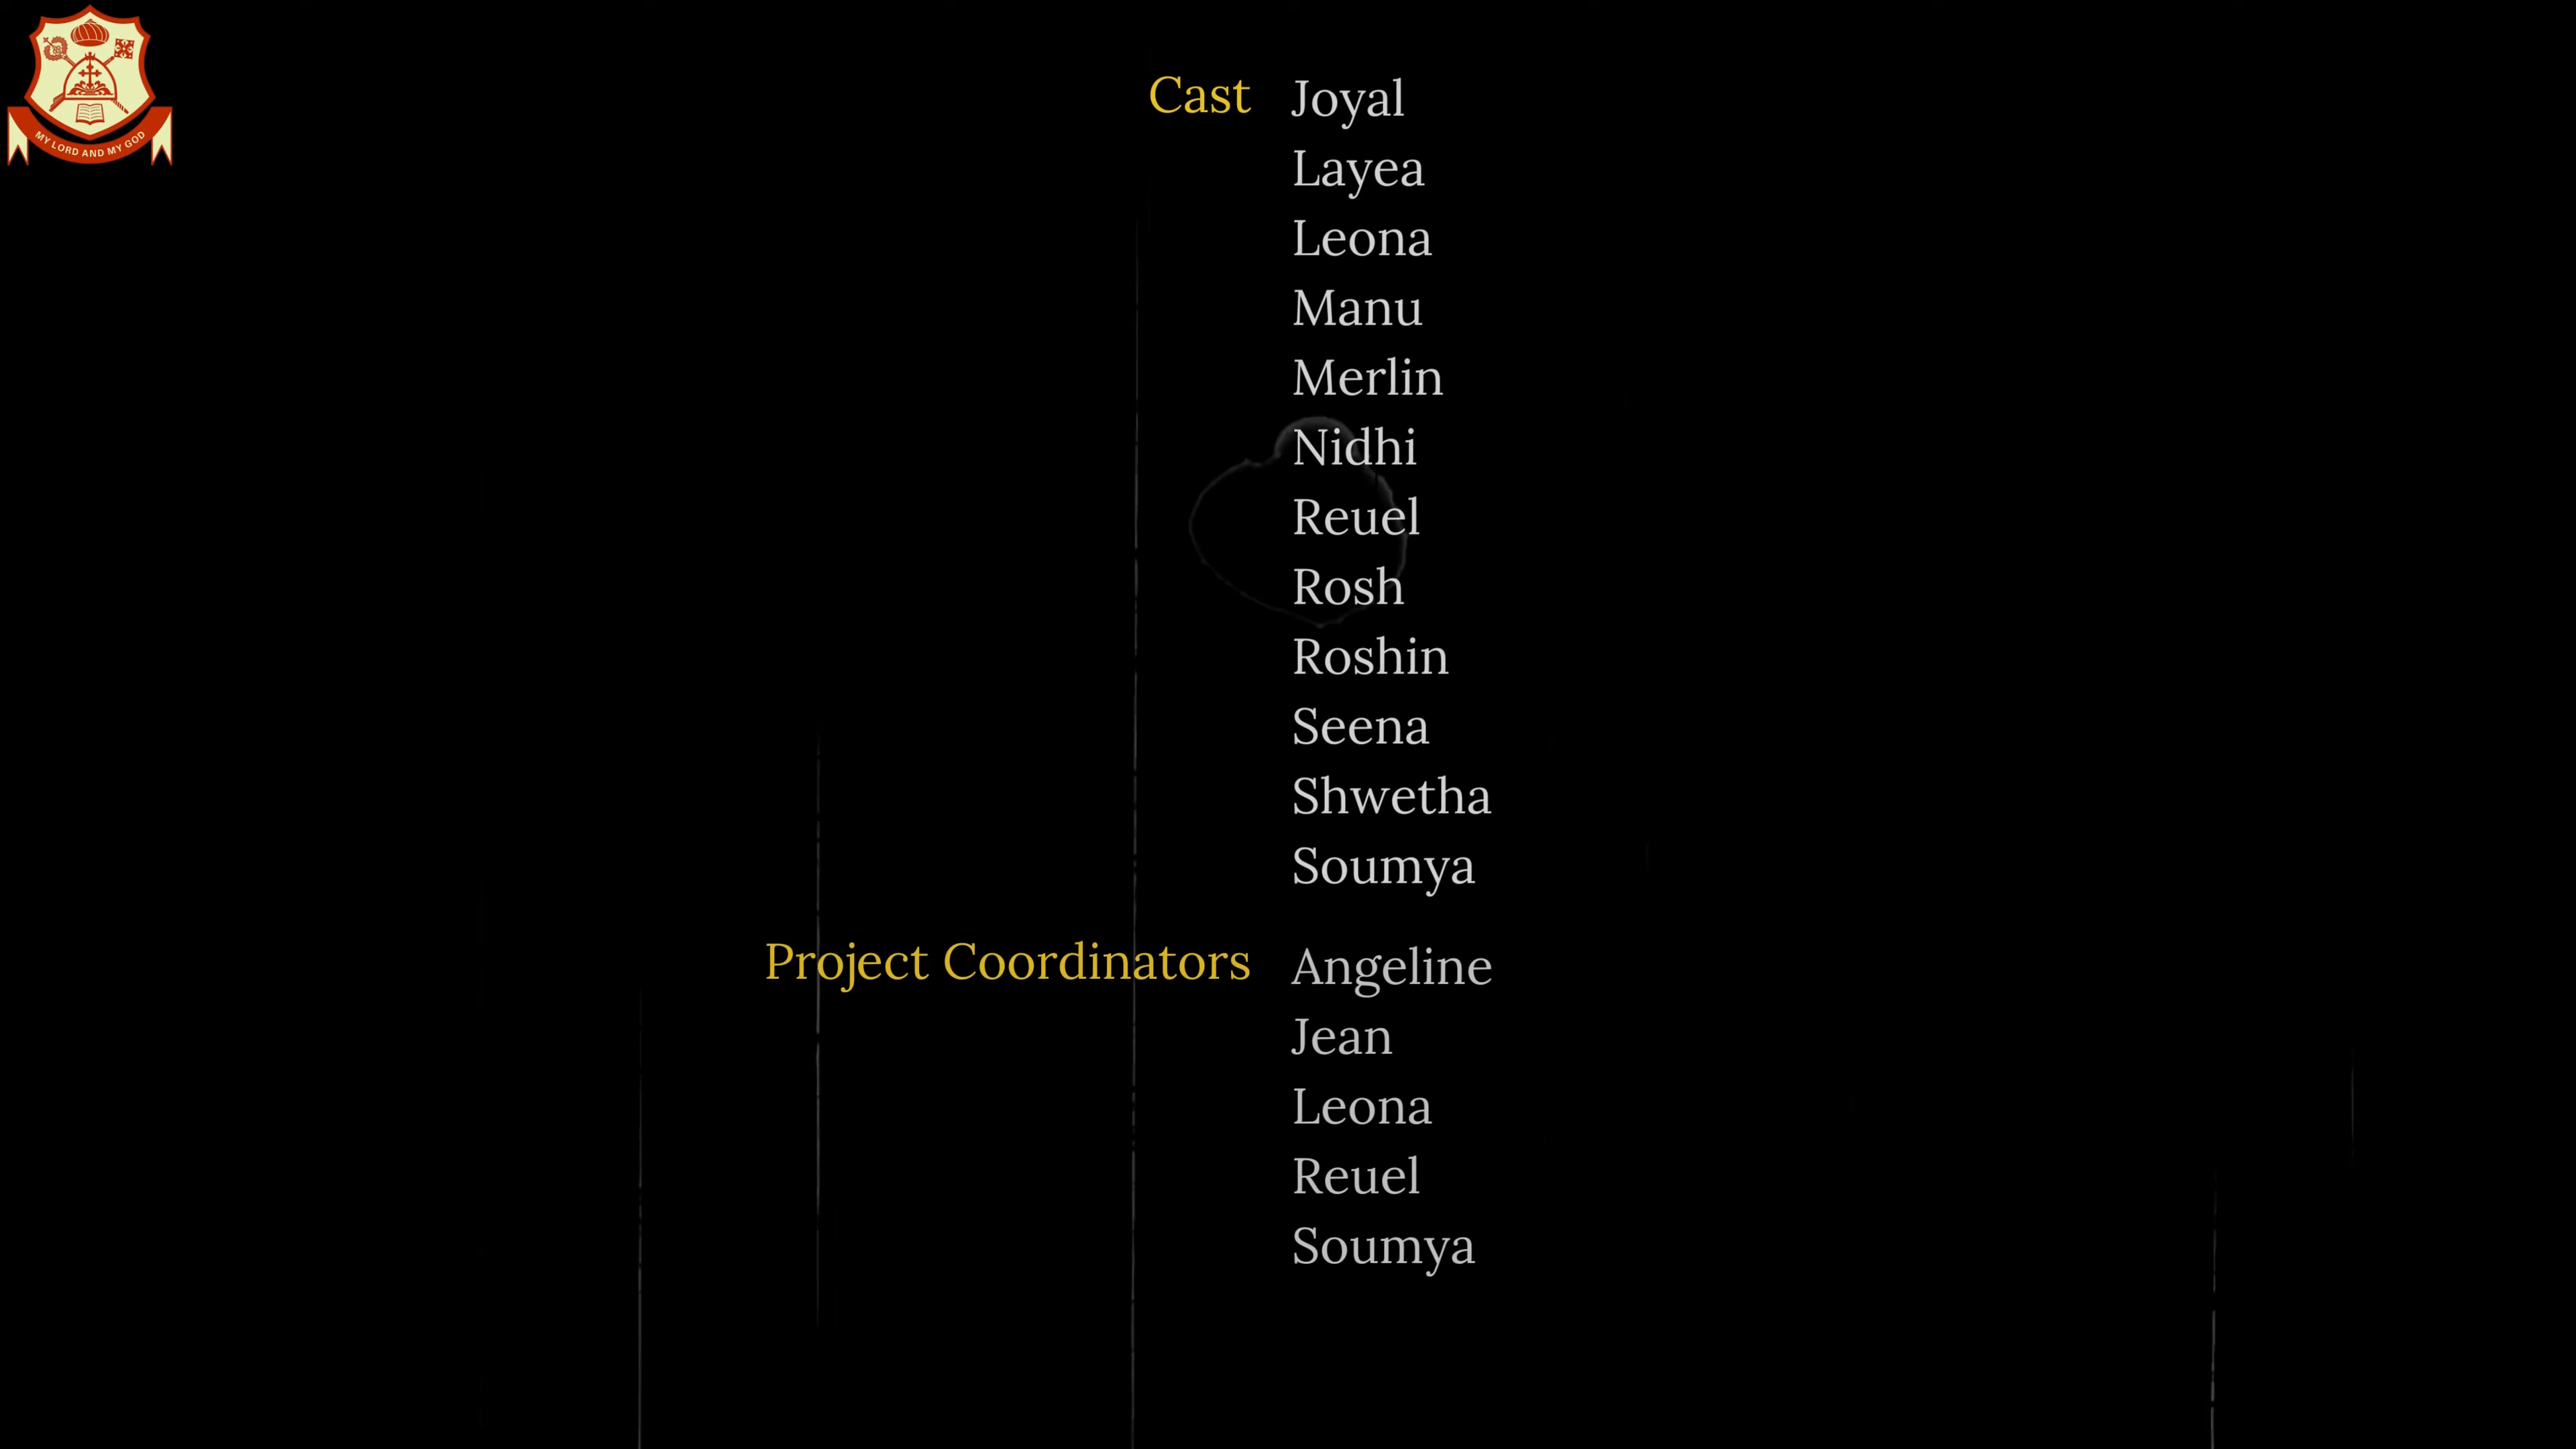 MY LORD AND MY GOD
Cast Joyal
Layea
Leona
Manu
Merlin
Nidhi
Reuel
Rosh
Roshin
Seena
Shwetha
Soumya
Project Coordinators Angeline
Jean
Leona
Reuel
Soumya